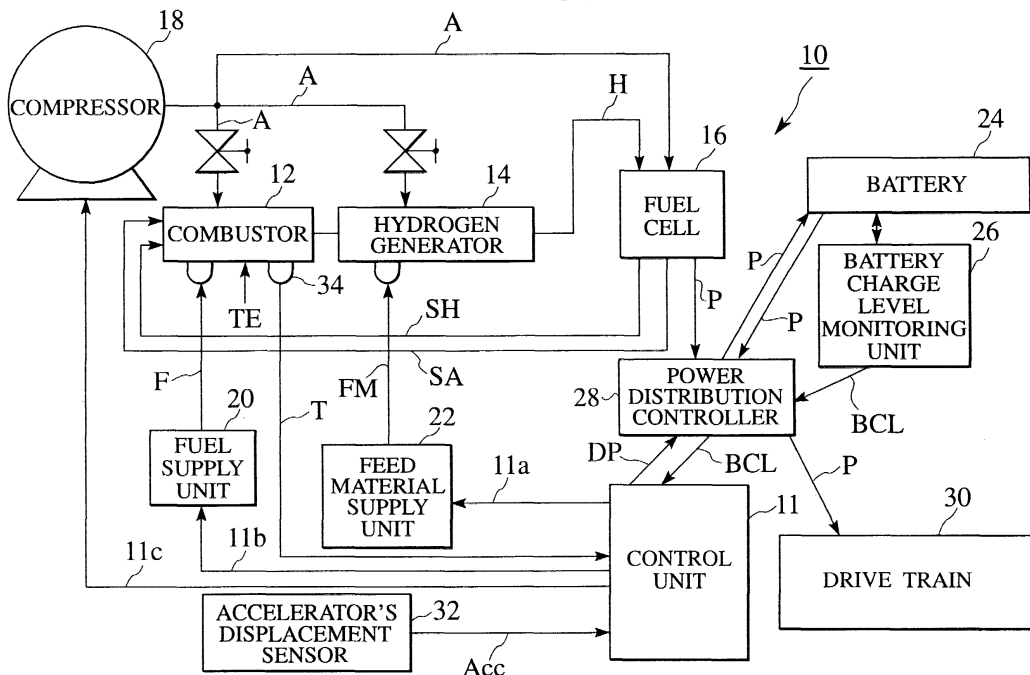 18
A
COMPRESSOR
A
A
H
10
16
24
BATTERY
12
COMBUSTOR
14
HYDROGEN
GENERATOR
FUEL
CELL
26
BATTERY
CHARGE
LEVEL
MONITORING
UNIT
34
TE
P
P
P
SH
SA
F
T
FM
28
POWER
DISTRIBUTION
CONTROLLER
BCL
20
FUEL
SUPPLY
UNIT
22
FEED
MATERIAL
SUPPLY
UNIT
11a
DP
BCL
P
11
CONTROL
UNIT
30
DRIVE TRAIN
11c
11b
ACCELERATOR'S
DISPLACEMENT
SENSOR
32
Acc